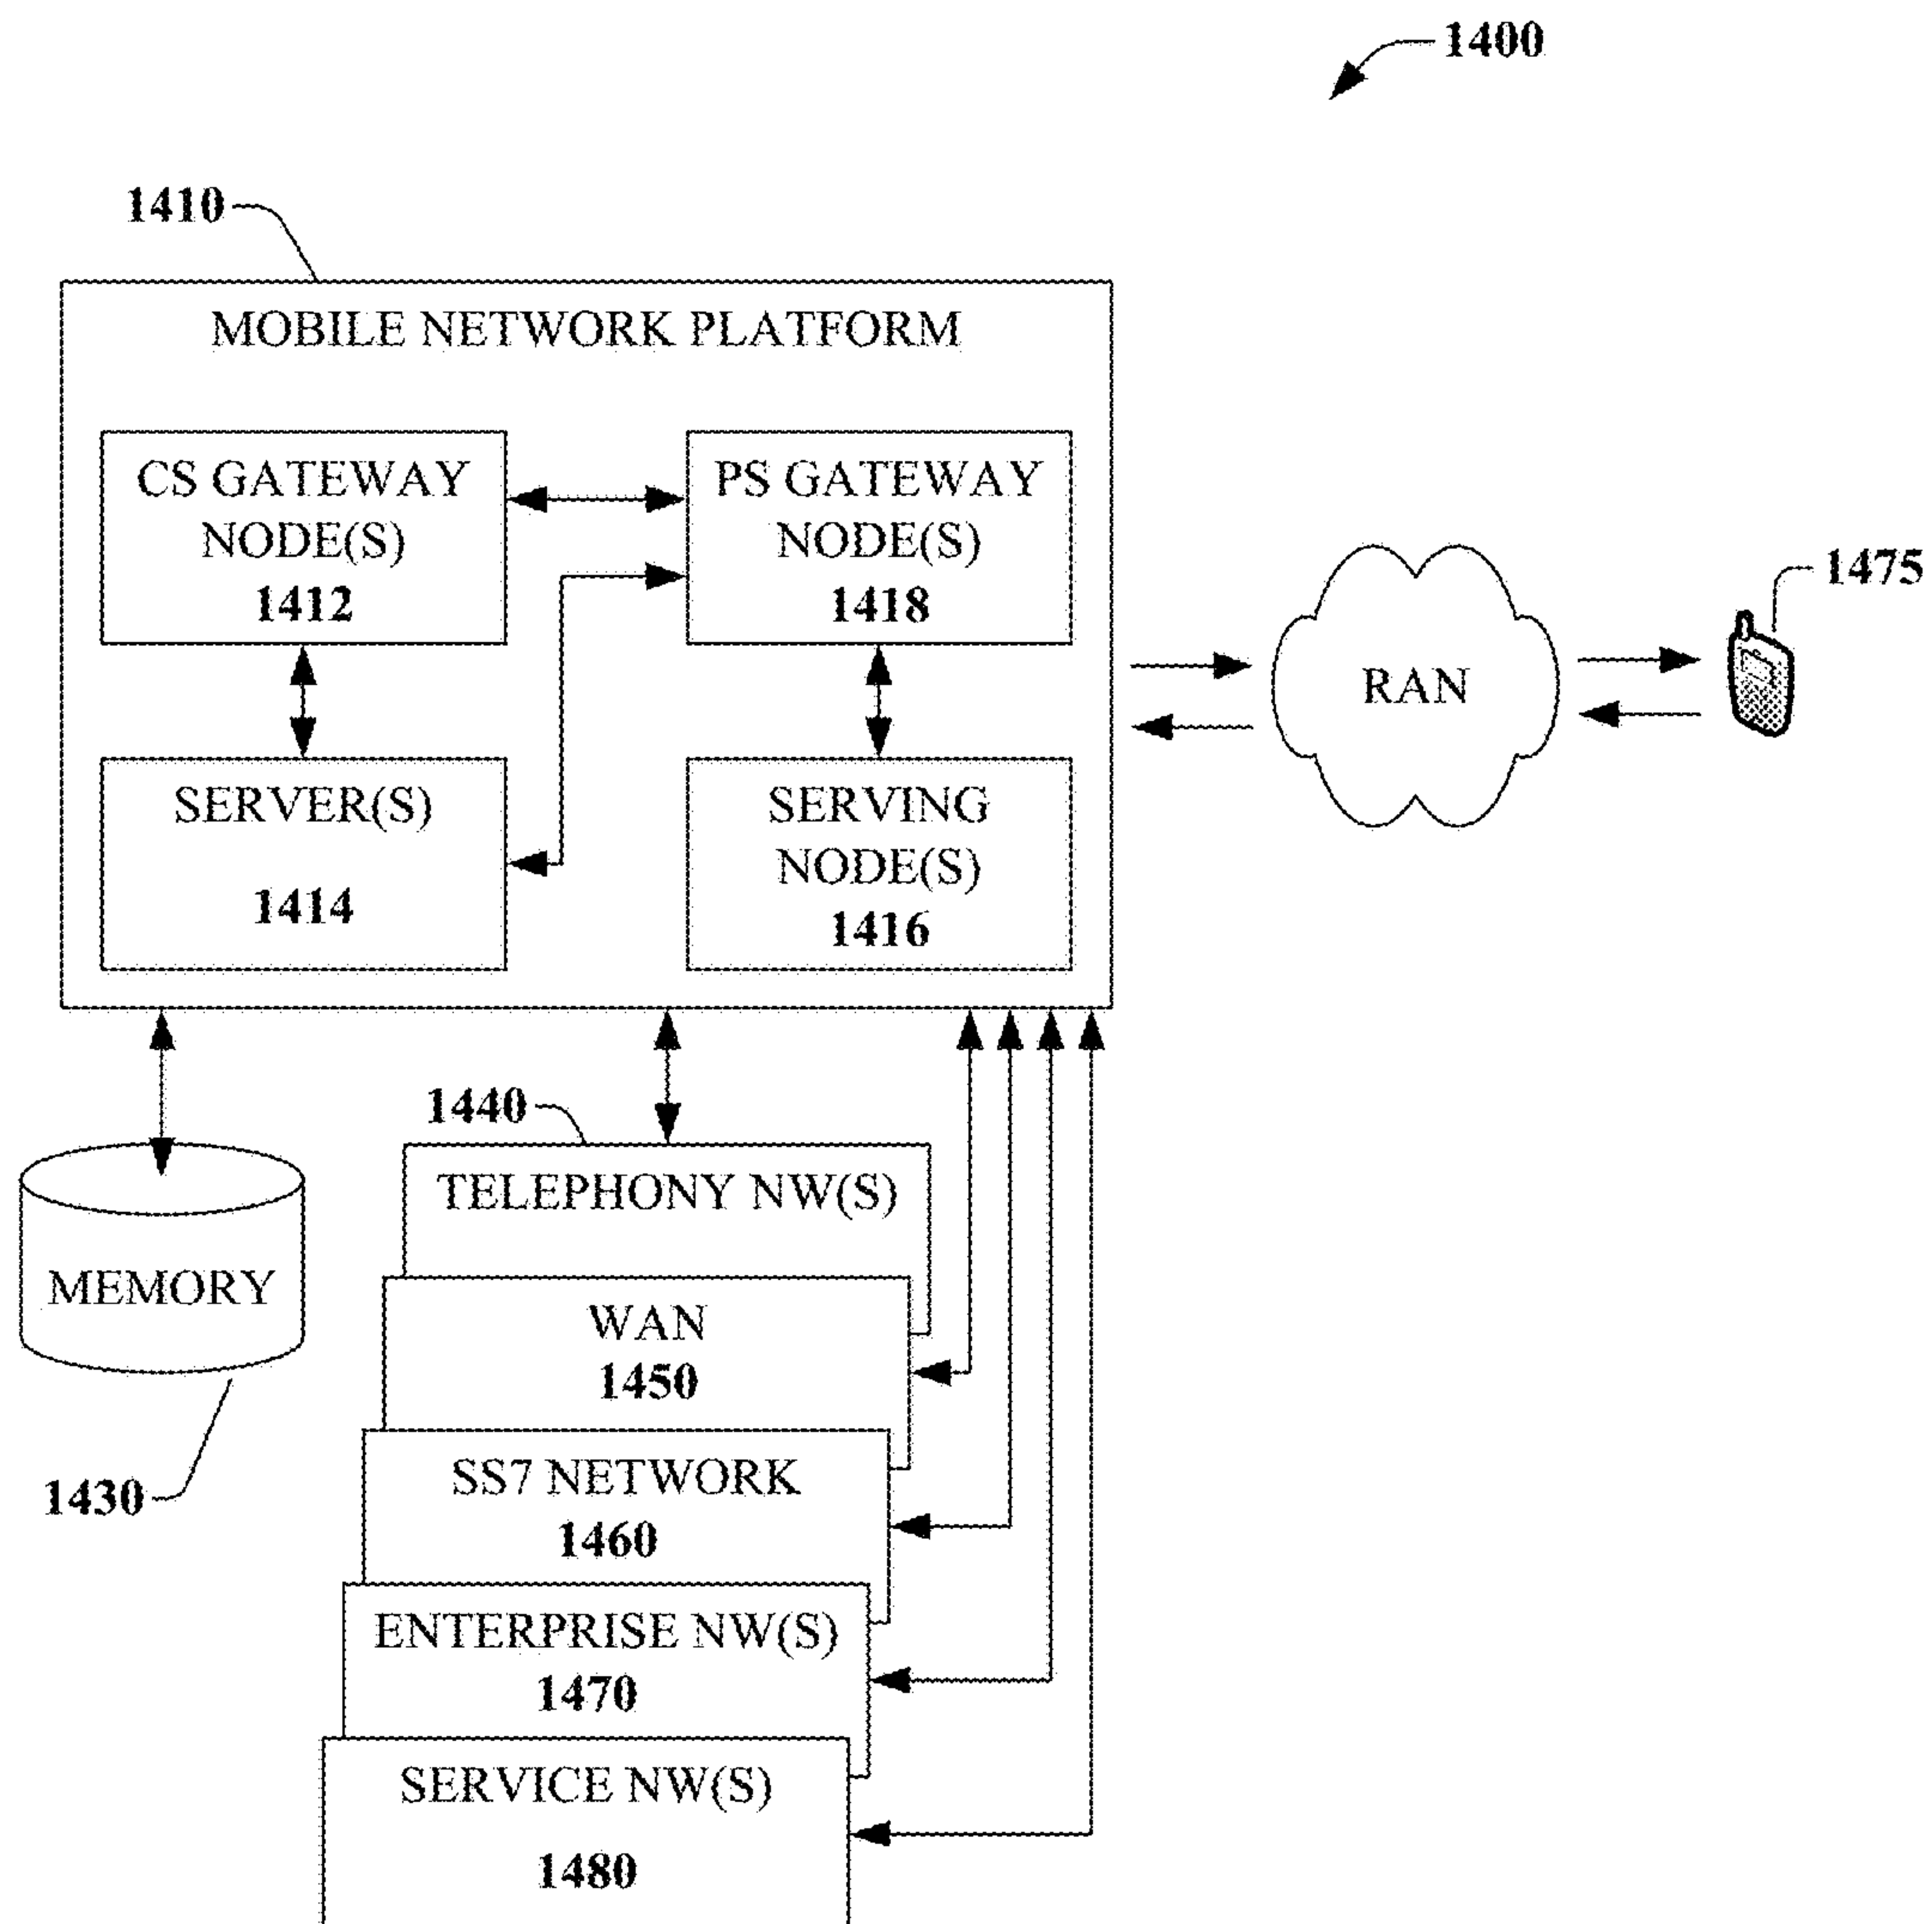 1400
1410
MOBILE NETWORK PLATFORM
CS GATEWAY
NODE(S)
1412
PS GATEWAY
NODE(S)
1418
SERVER(S)
1414
SERVING
NODE(S)
1416
RAN
1475
1440
TELEPHONY NW(S)
MEMORY
1430
WAN
1450
SS7 NETWORK
1460
ENTERPRISE NW(S)
1470
SERVICE NW(S)
1480